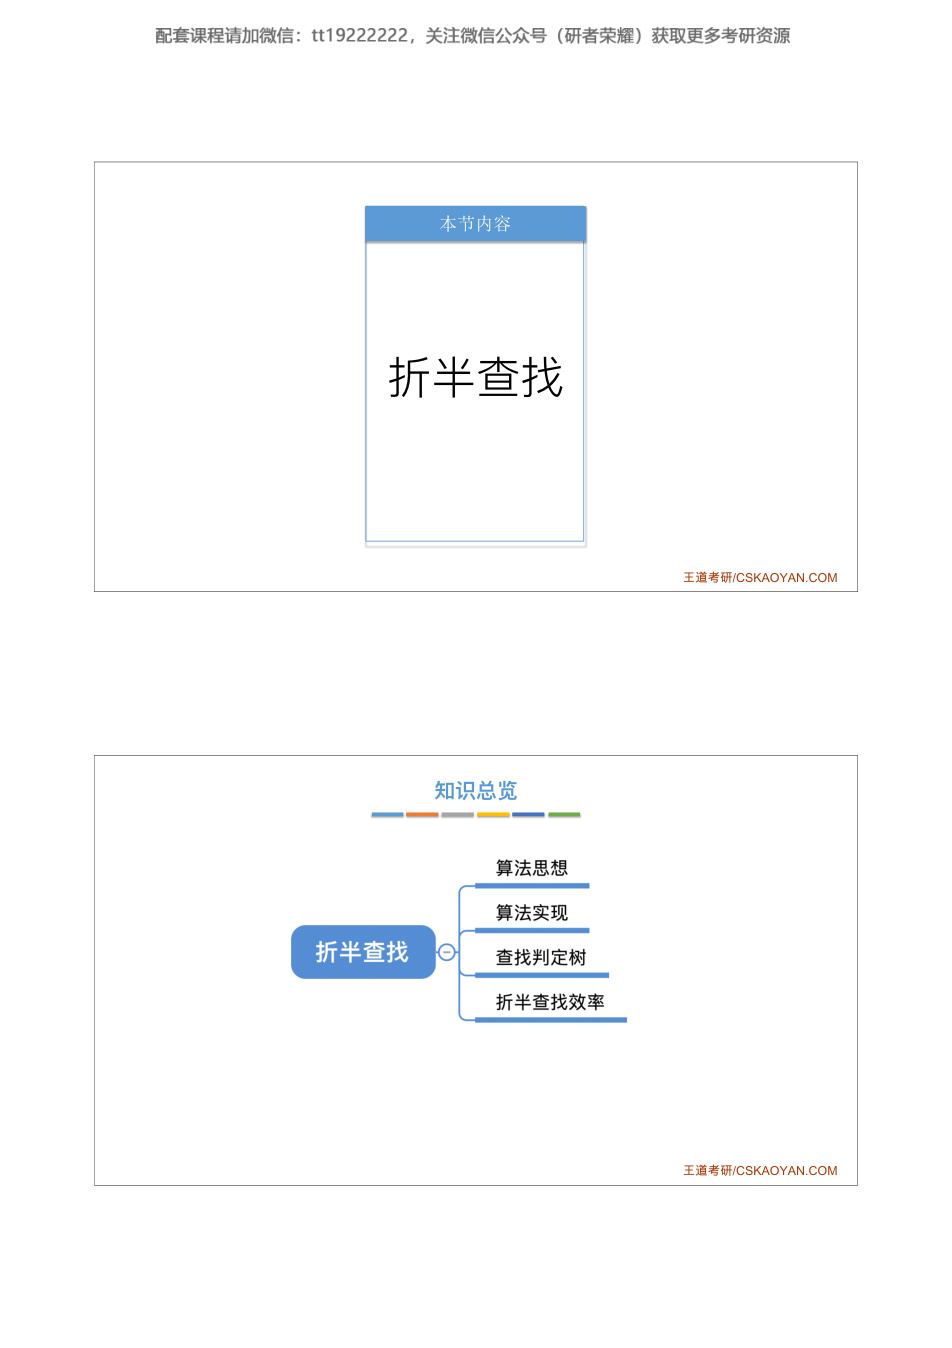 配套课程请加微信：tt19222222，关注微信公众号（研者荣耀）获取更多考研资源
本节内容
折半查找
王道考研/CSKAOYAN.COM
知识总览
折半查找
算法思想
算法实现
查找判定树
折半查找效率
王道考研/CSKAOYAN.COM